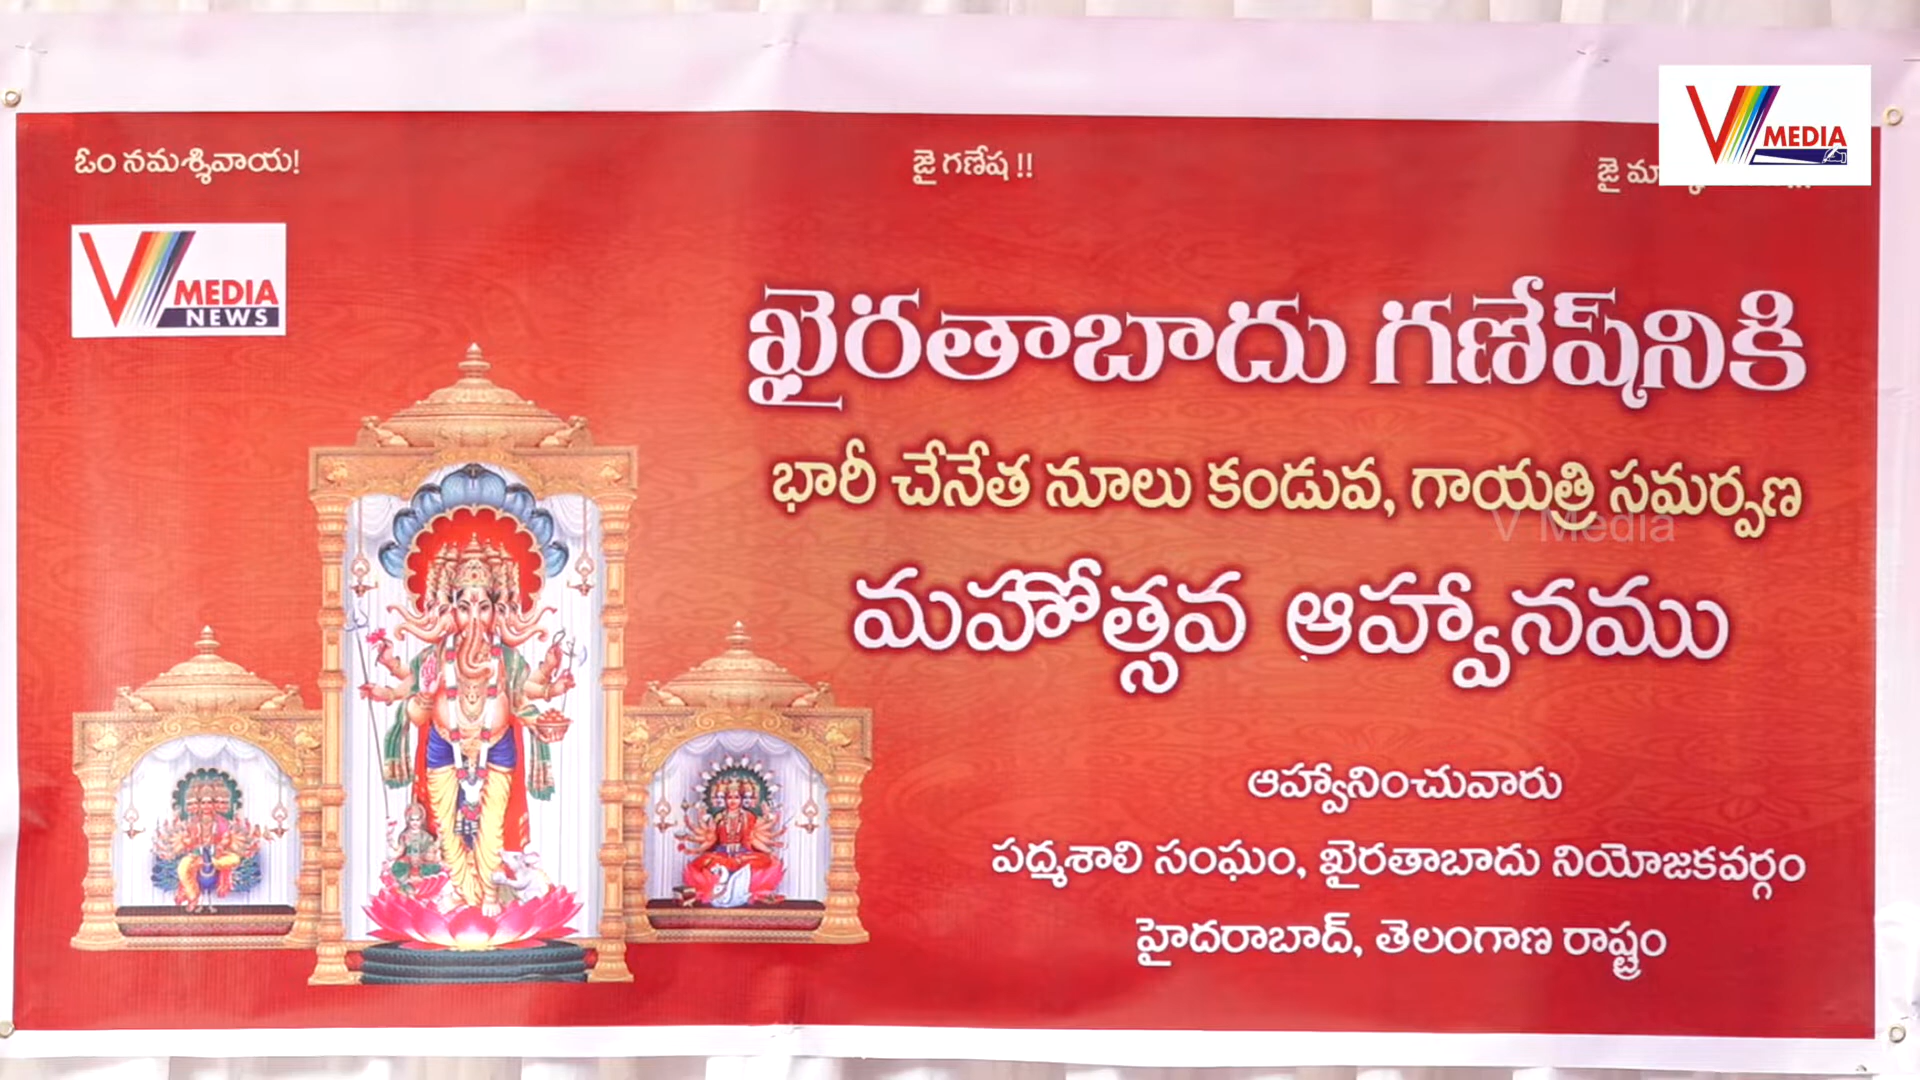 ఓం నమశ్శివాయ!
జై గణేష !!
జై
V MEDIA
V MEDIA
NEWS
ఖైరతాబాదు గణేష్‌నికి
భారీ చేనేత నూలు కండువ, గాయత్రి సమర్పణ
V Media
మహోత్సవ ఆహ్వానము
ఆహ్వానించువారు
పద్మశాలి సంఘం, ఖైరతాబాదు నియోజకవర్గం
హైదరాబాద్, తెలంగాణ రాష్ట్రం